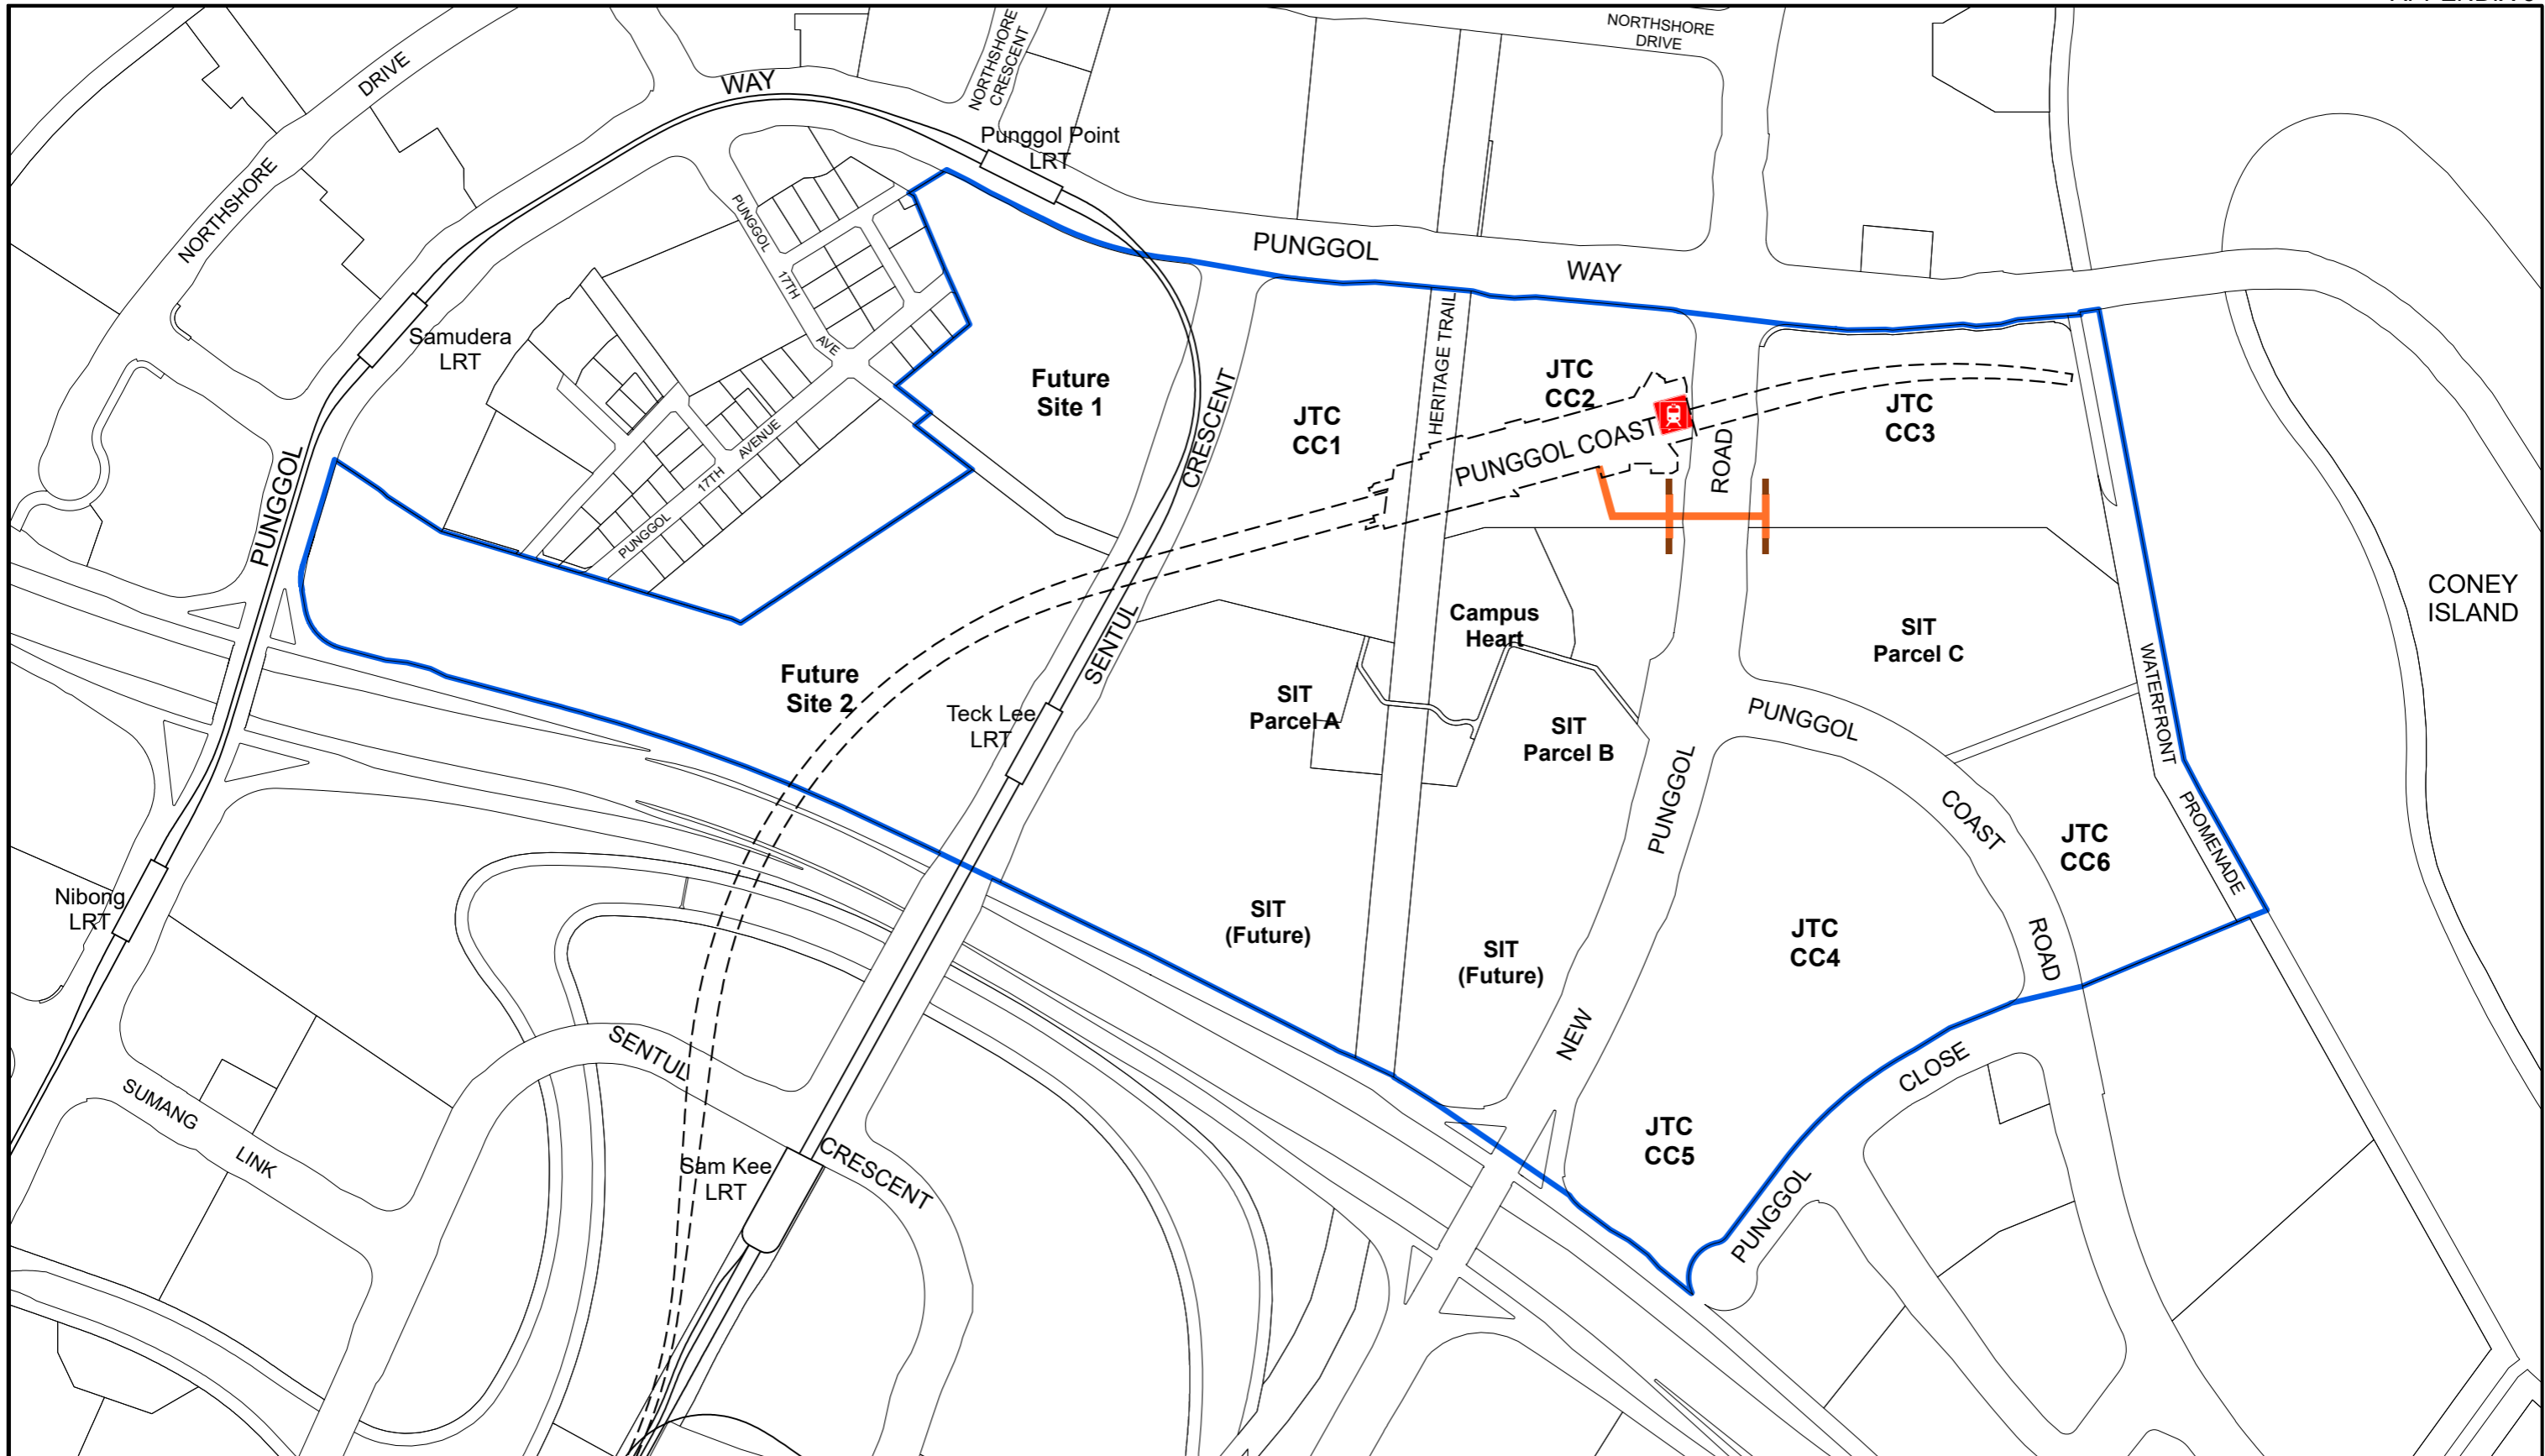 NORTHSHORE
DRIVE
WAY
NORTHSHORE
CRESCENT
NORTHSHORE
DRIVE
Punggol Point
LRT
PUNGGOL
WAY
PUNGGOL
17TH
AVE
Samudera
LRT
Future
Site 1
CRESCENT
JTC
CC1
HERITAGE TRAIL
JTC
CC2
PUNGGOL COAST
ROAD
JTC
CC3
PUNGGOL
PUNGGOL
17TH
AVENUE
CONEY
ISLAND
Campus
Heart
SIT
Parcel C
SENTUL
Future
Site 2
Teck Lee
LRT
SIT
Parcel A
SIT
Parcel B
PUNGGOL
COAST
ROAD
WATERFRONT
PROMENADE
JTC
CC6
NEW
PUNGGOL
Nibong
LRT
SIT
(Future)
SIT
(Future)
JTC
CC4
SENTUL
CRESCENT
SUMANG
LINK
Sam Kee
LRT
JTC
CC5
PUNGGOL
CLOSE